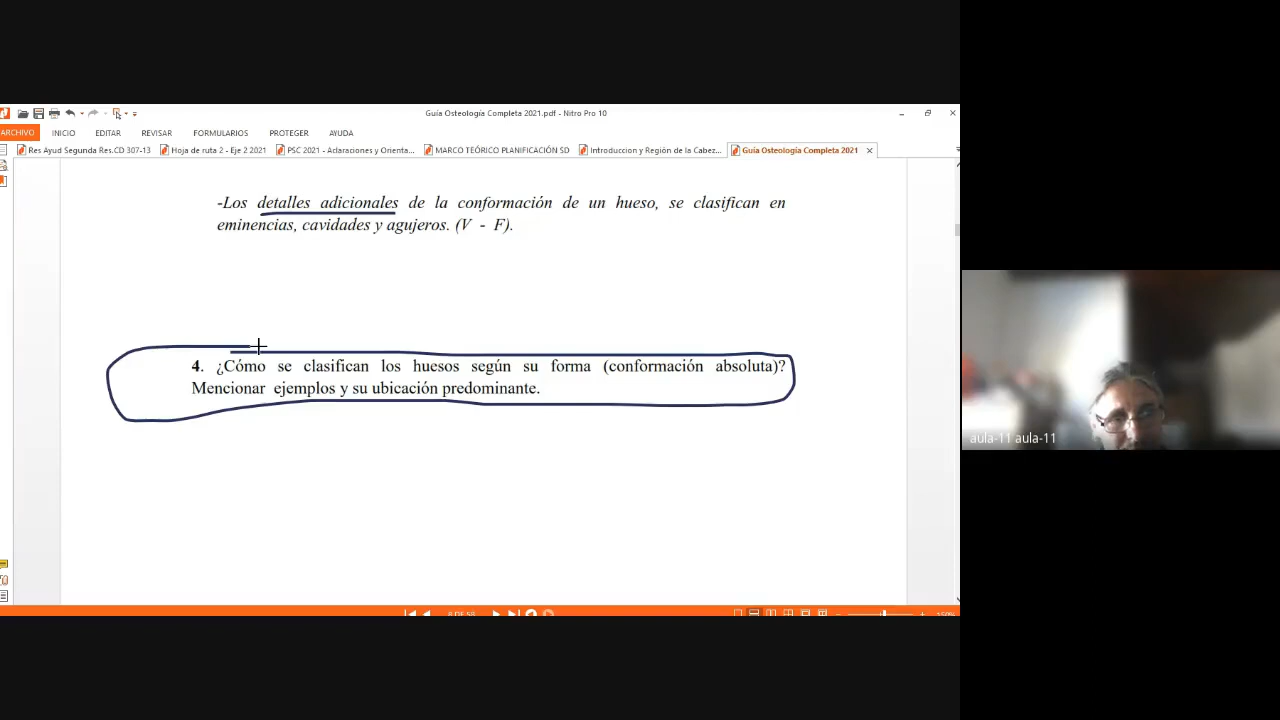 Guía Osteología Completa 2021.pdf - Nitro Pro 10
ARCHIVO INICIO EDITAR REVISAR FORMULARIOS PROTEGER AYUDA
Res Ayud Segunda Res.CD 307-13 Hoja de ruta 2 - Eje 2 2021 PSC 2021 - Aclaraciones y Orienta... MARCO TEÓRICO PLANIFICACIÓN SD Introduccion y Región de la Cabez... Guía Osteología Completa 2021
-Los detalles adicionales de la conformación de un hueso, se clasifican en
eminencias, cavidades y agujeros. (V - F).
4. ¿Cómo se clasifican los huesos según su forma (conformación absoluta)?
Mencionar ejemplos y su ubicación predominante.
aula-11 aula-11
8 DE 58
150%